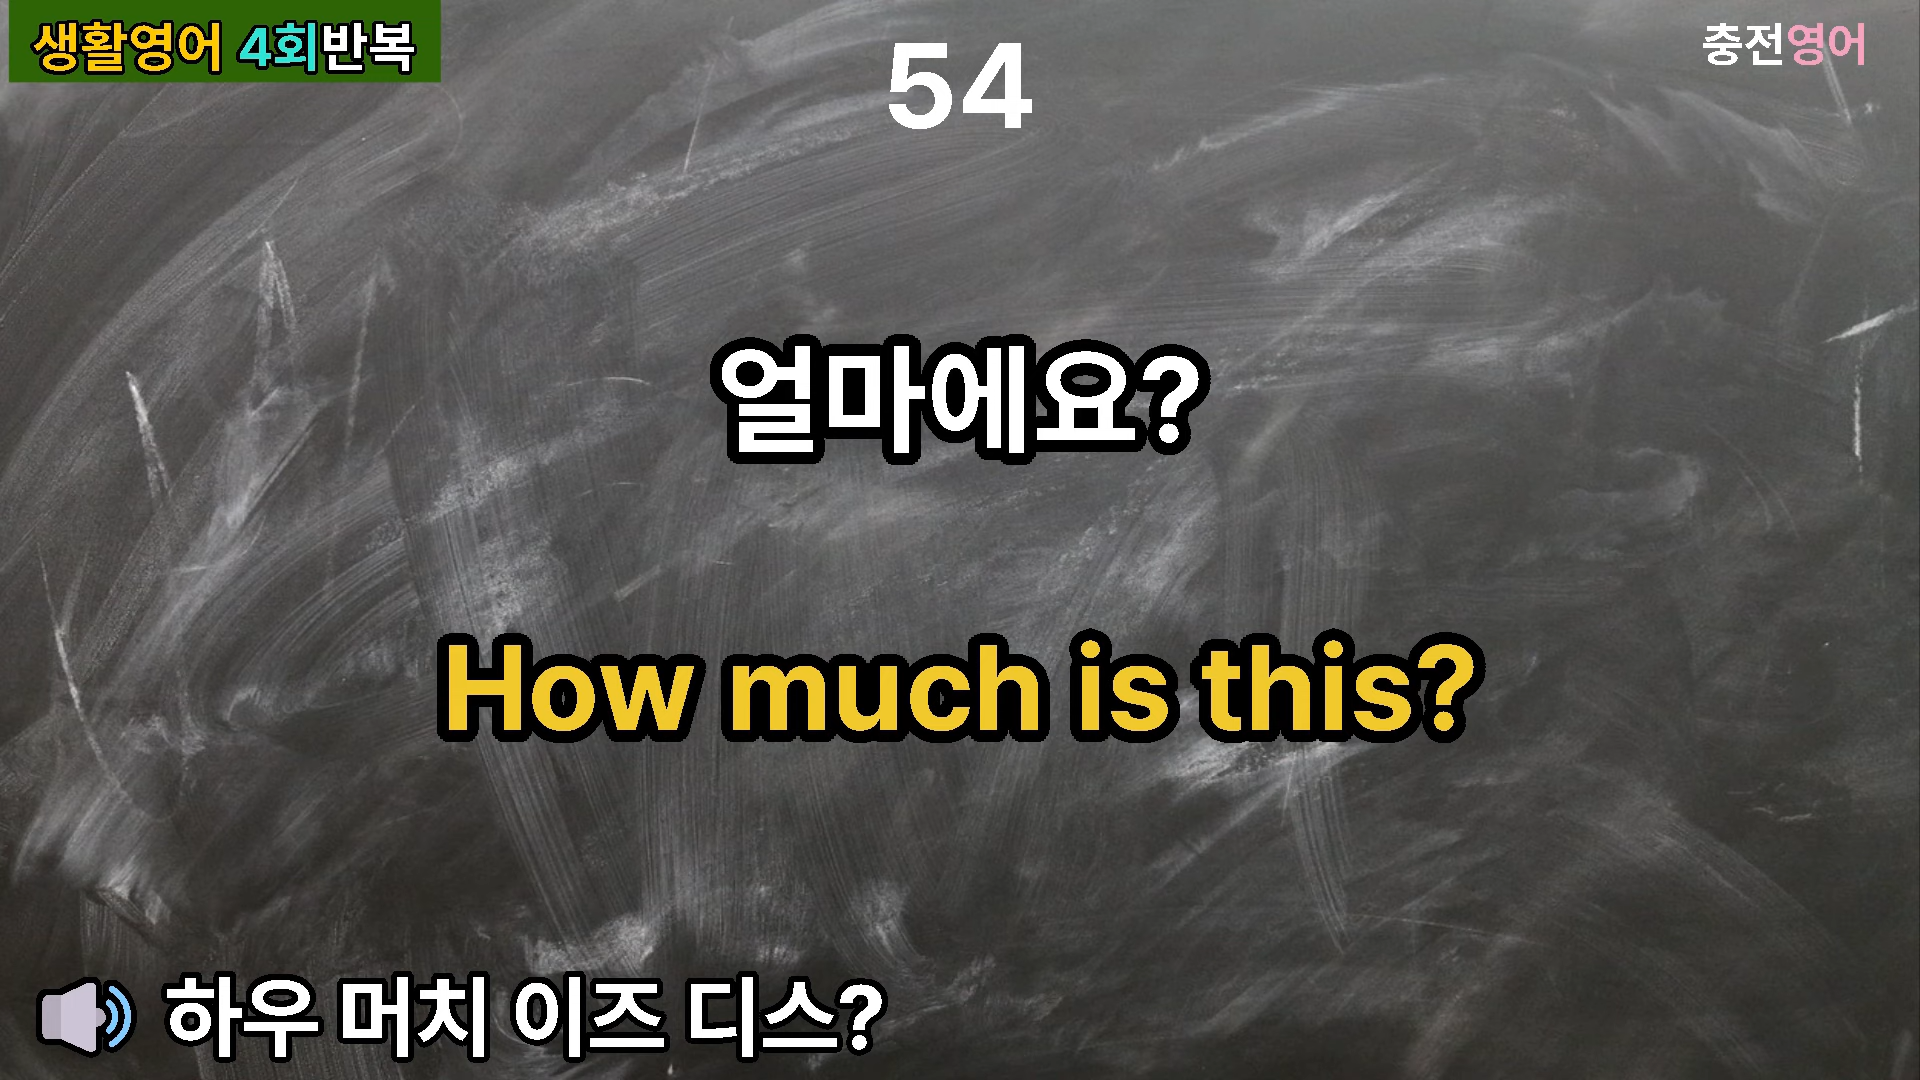 생활영어 4회반복
54
충전영어
얼마에요?
How much is this?
하우 머치 이즈 디스?